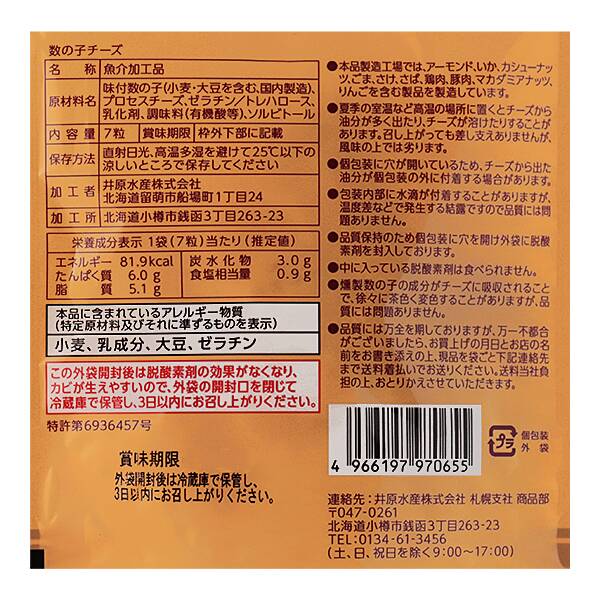 数の子チーズ
名称 魚介加工品
原材料名 味付数の子(小麦・大豆を含む、国内製造)、
プロセスチーズ、ゼラチン/トレハロース、
乳化剤、調味料(有機酸等)、ソルビトール
内容量 7粒 賞味期限 枠外下部に記載
保存方法 直射日光、高温多湿を避けて25℃以下の
涼しいところで保存してください
加工者 井原水産株式会社
北海道留萌市船場町1丁目24
加工所 北海道小樽市銭函3丁目263-23
栄養成分表示 1袋(7粒)当たり(推定値)
エネルギー 81.9kcal 炭水化物 3.0g
たんぱく質 6.0g 食塩相当量 0.9g
脂質 5.1g
本品に含まれているアレルギー物質
(特定原材料及びそれに準ずるものを表示)
小麦、乳成分、大豆、ゼラチン
この外袋開封後は脱酸素剤の効果がなくなり、
カビが生えやすいので、外袋の開封口を閉じて
冷蔵庫で保管し、3日以内にお召し上がりください。
特許第6936457号
賞味期限
外袋開封後は冷蔵庫で保管し、
3日以内にお召し上がりください。
●本品製造工場では、アーモンド、いか、カシューナッ
ツ、ごま、さけ、さば、鶏肉、豚肉、マカダミアナッツ、
りんごを含む製品を製造しています。
●夏季の室温など高温の場所に置くとチーズから
油分が多く出たり、チーズが溶けたりすることが
あります。召し上がっても差し支えありませんが、
風味の上では劣ります。
●個包装に穴が開いているため、チーズから出た
油分が個包装の外に付着する場合があります。
●包装内部に水滴が付着することがありますが、
温度差などで発生する結露ですので品質には問
題ありません。
●品質保持のため個包装に穴を開け外袋に脱酸
素剤を封入しております。
●中に入っている脱酸素剤は食べられません。
●燻製数の子の成分がチーズに吸収されること
で、徐々に茶色く変色することがありますが、品
質には問題ありません。
●品質には万全を期しておりますが、万一不都合
がございましたら、お買上げの月日とお店の名
前をお書き添えの上、現品を袋ごと下記連絡先
まで送料着払いでお送りください。送料当社負
担の上、おとりかえさせていただきます。
4 966197 970655
プラ
個包装
外袋
連絡先:井原水産株式会社 札幌支社 商品部
〒047-0261
北海道小樽市銭函3丁目263-23
TEL:0134-61-3456
(土、日、祝日を除く9:00〜17:00)